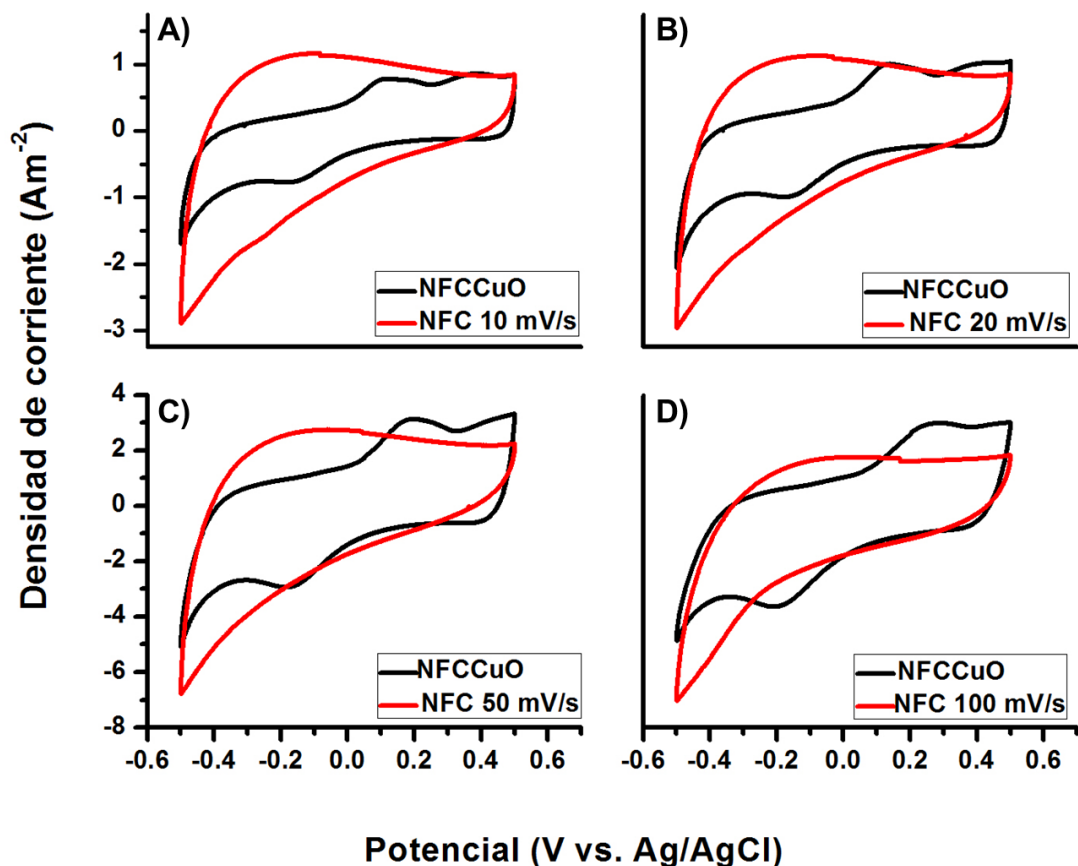 Densidad de corriente (Am-2)
A)
1
0
-1
-2
-3
NFCCuO
NFC 10 mV/s
B)
NFCCuO
NFC 20 mV/s
C)
4
2
0
-2
-4
-6
-8
NFCCuO
NFC 50 mV/s
-0.6 -0.4 -0.2 0.0 0.2 0.4 0.6
D)
NFCCuO
NFC 100 mV/s
-0.6 -0.4 -0.2 0.0 0.2 0.4 0.6
Potencial (V vs. Ag/AgCl)